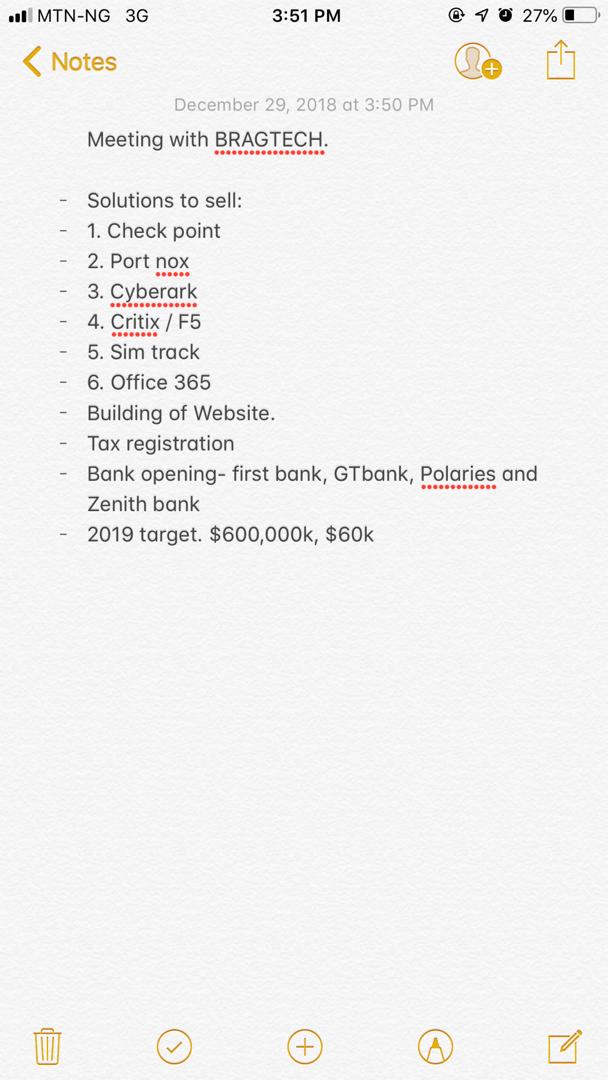 MTN-NG 3G 3:51 PM 27%
Notes
December 29, 2018 at 3:50 PM
Meeting with BRAGTECH.
- Solutions to sell:
- 1. Check point
- 2. Port nox
- 3. Cyberark
- 4. Critix / F5
- 5. Sim track
- 6. Office 365
- Building of Website.
- Tax registration
- Bank opening- first bank, GTbank, Polaries and
Zenith bank
- 2019 target. $600,000k, $60k